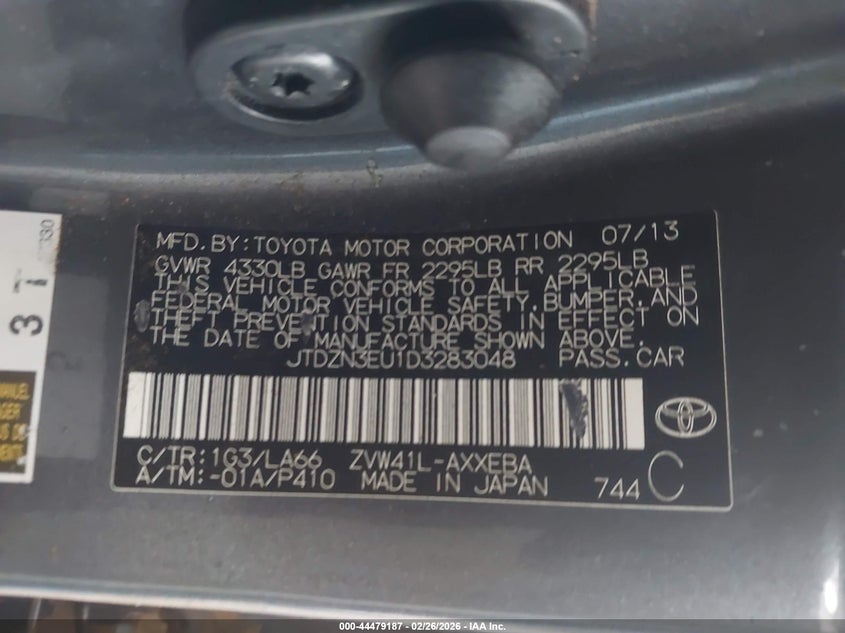 MFD. BY: TOYOTA MOTOR CORPORATION 07/13
GVWR 4330LB GAWR FR 2295LB RR 2295LB
THIS VEHICLE CONFORMS TO ALL APPLICABLE
FEDERAL MOTOR VEHICLE SAFETY, BUMPER, AND
THEFT PREVENTION STANDARDS IN EFFECT ON
THE DATE OF MANUFACTURE SHOWN ABOVE.
JTDZN3EU1D3283048 PASS. CAR
C/TR: 1G3/LA66 ZVW41L-AXXEBA
A/TM: -01A/P410 MADE IN JAPAN 744 C
3 T
000-44479187 - 02/26/2026 - IAA Inc.